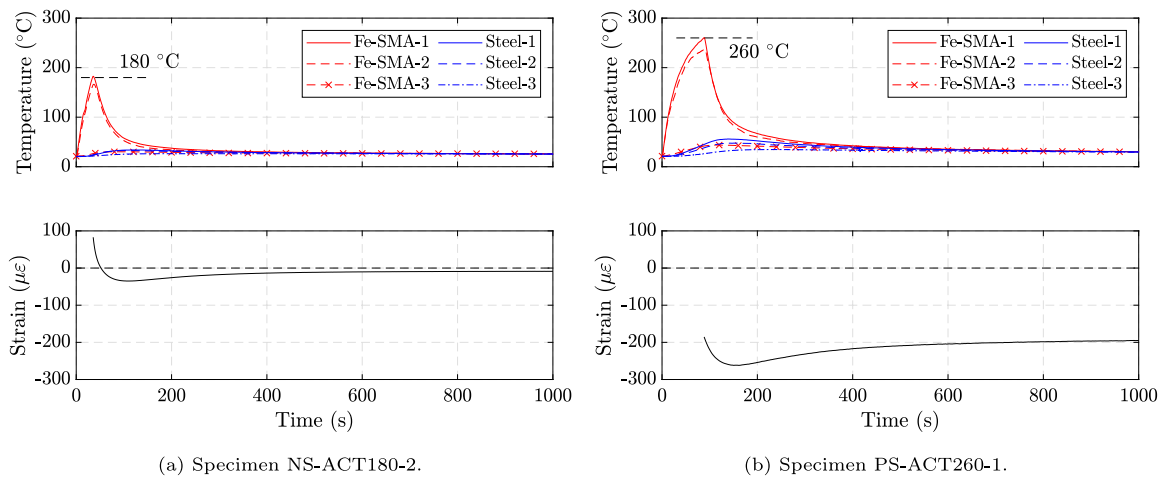 300
200
100
0
Temperature (°C)
180 °C
Fe-SMA-1
Fe-SMA-2
Fe-SMA-3
Steel-1
Steel-2
Steel-3
100
0
-100
-200
-300
Strain (με)
0
200
400
600
800
1000
Time (s)
(a) Specimen NS-ACT180-2.
300
200
100
0
Temperature (°C)
260 °C
Fe-SMA-1
Fe-SMA-2
Fe-SMA-3
Steel-1
Steel-2
Steel-3
100
0
-100
-200
-300
Strain (με)
0
200
400
600
800
1000
Time (s)
(b) Specimen PS-ACT260-1.